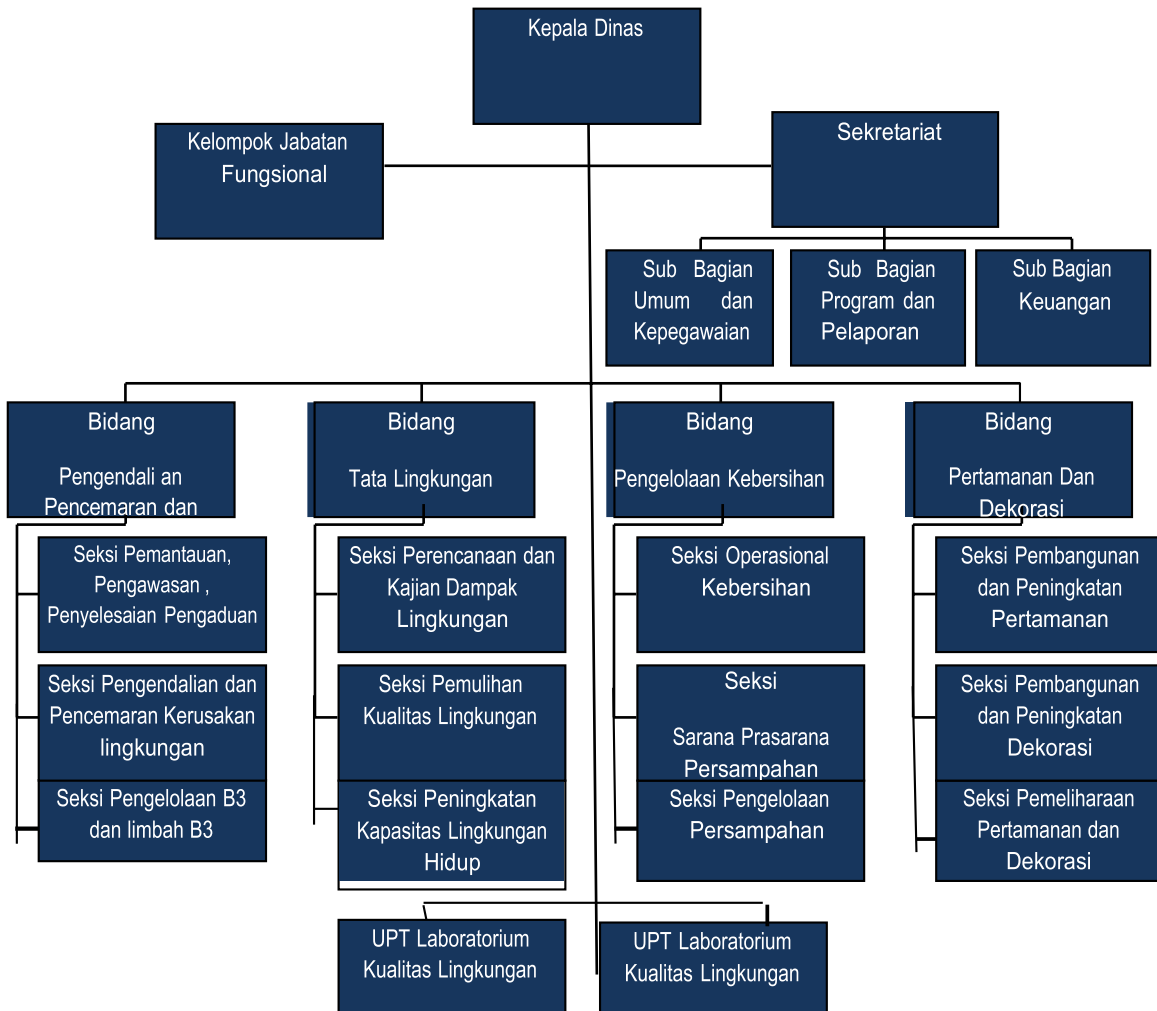 Kepala Dinas
Kelompok Jabatan
Fungsional
Sekretariat
Sub Bagian
Umum dan
Kepegawaian
Sub Bagian
Program dan
Pelaporan
Sub Bagian
Keuangan
Bidang
Pengendali an
Pencemaran dan
Bidang
Tata Lingkungan
Bidang
Pengelolaan Kebersihan
Bidang
Pertamanan Dan
Dekorasi
Seksi Pemantauan,
Pengawasan ,
Penyelesaian Pengaduan
Seksi Perencanaan dan
Kajian Dampak
Lingkungan
Seksi Operasional
Kebersihan
Seksi Pembangunan
dan Peningkatan
Pertamanan
Seksi Pengendalian dan
Pencemaran Kerusakan
lingkungan
Seksi Pemulihan
Kualitas Lingkungan
Seksi
Sarana Prasarana
Persampahan
Seksi Pembangunan
dan Peningkatan
Dekorasi
Seksi Pengelolaan B3
dan limbah B3
Seksi Peningkatan
Kapasitas Lingkungan
Hidup
Seksi Pengelolaan
Persampahan
Seksi Pemeliharaan
Pertamanan dan
Dekorasi
UPT Laboratorium
Kualitas Lingkungan
UPT Laboratorium
Kualitas Lingkungan